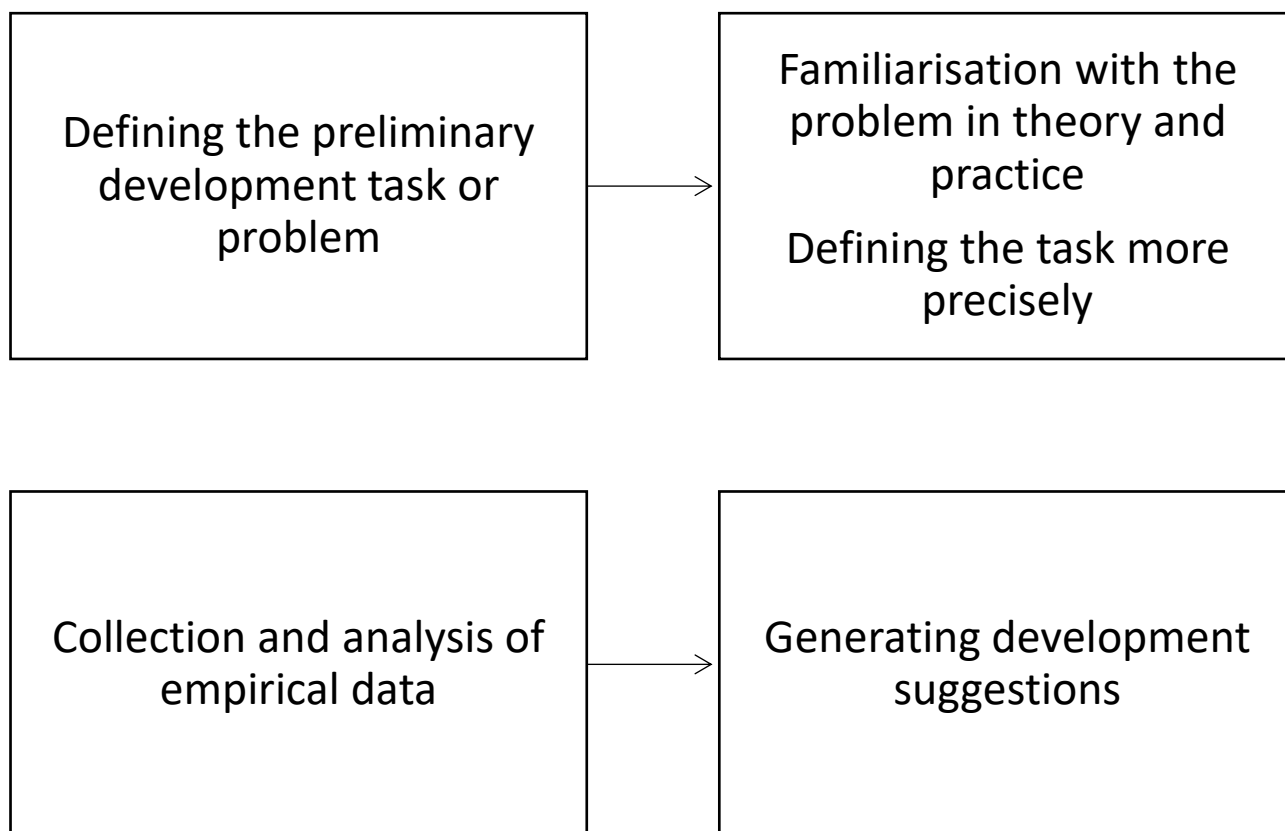 Defining the preliminary
development task or
problem
Familiarisation with the
problem in theory and
practice
Defining the task more
precisely
Collection and analysis of
empirical data
Generating development
suggestions